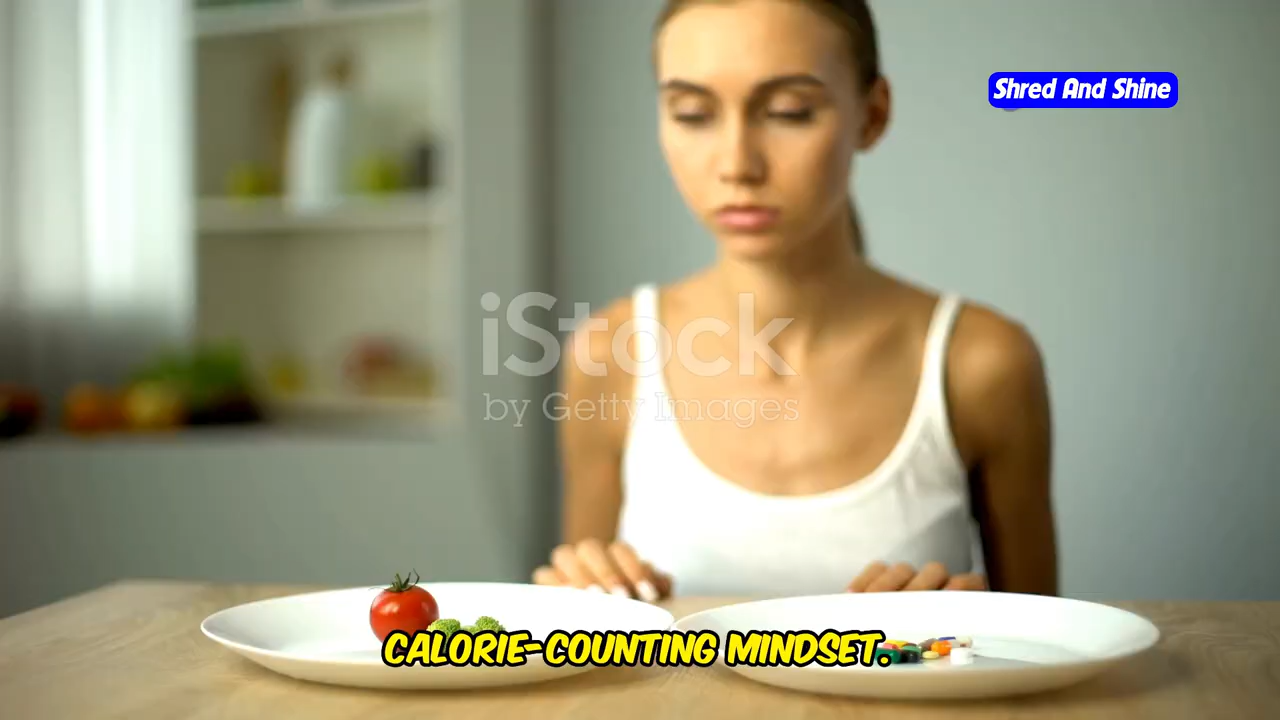 Shred And Shine
iStock
by Getty Images
CALORIE-COUNTING MINDSET.